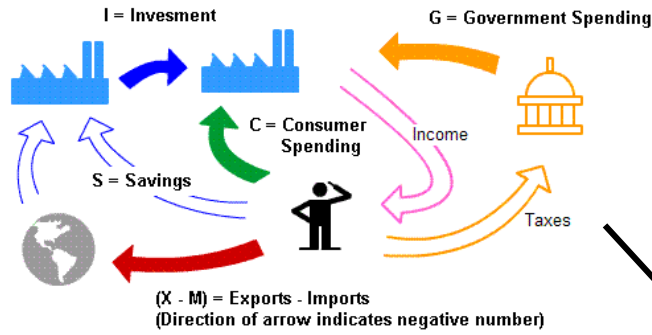 I = Invesment
G = Government Spending
C = Consumer
Spending
Income
S = Savings
Taxes
(X - M) = Exports - Imports
(Direction of arrow indicates negative number)